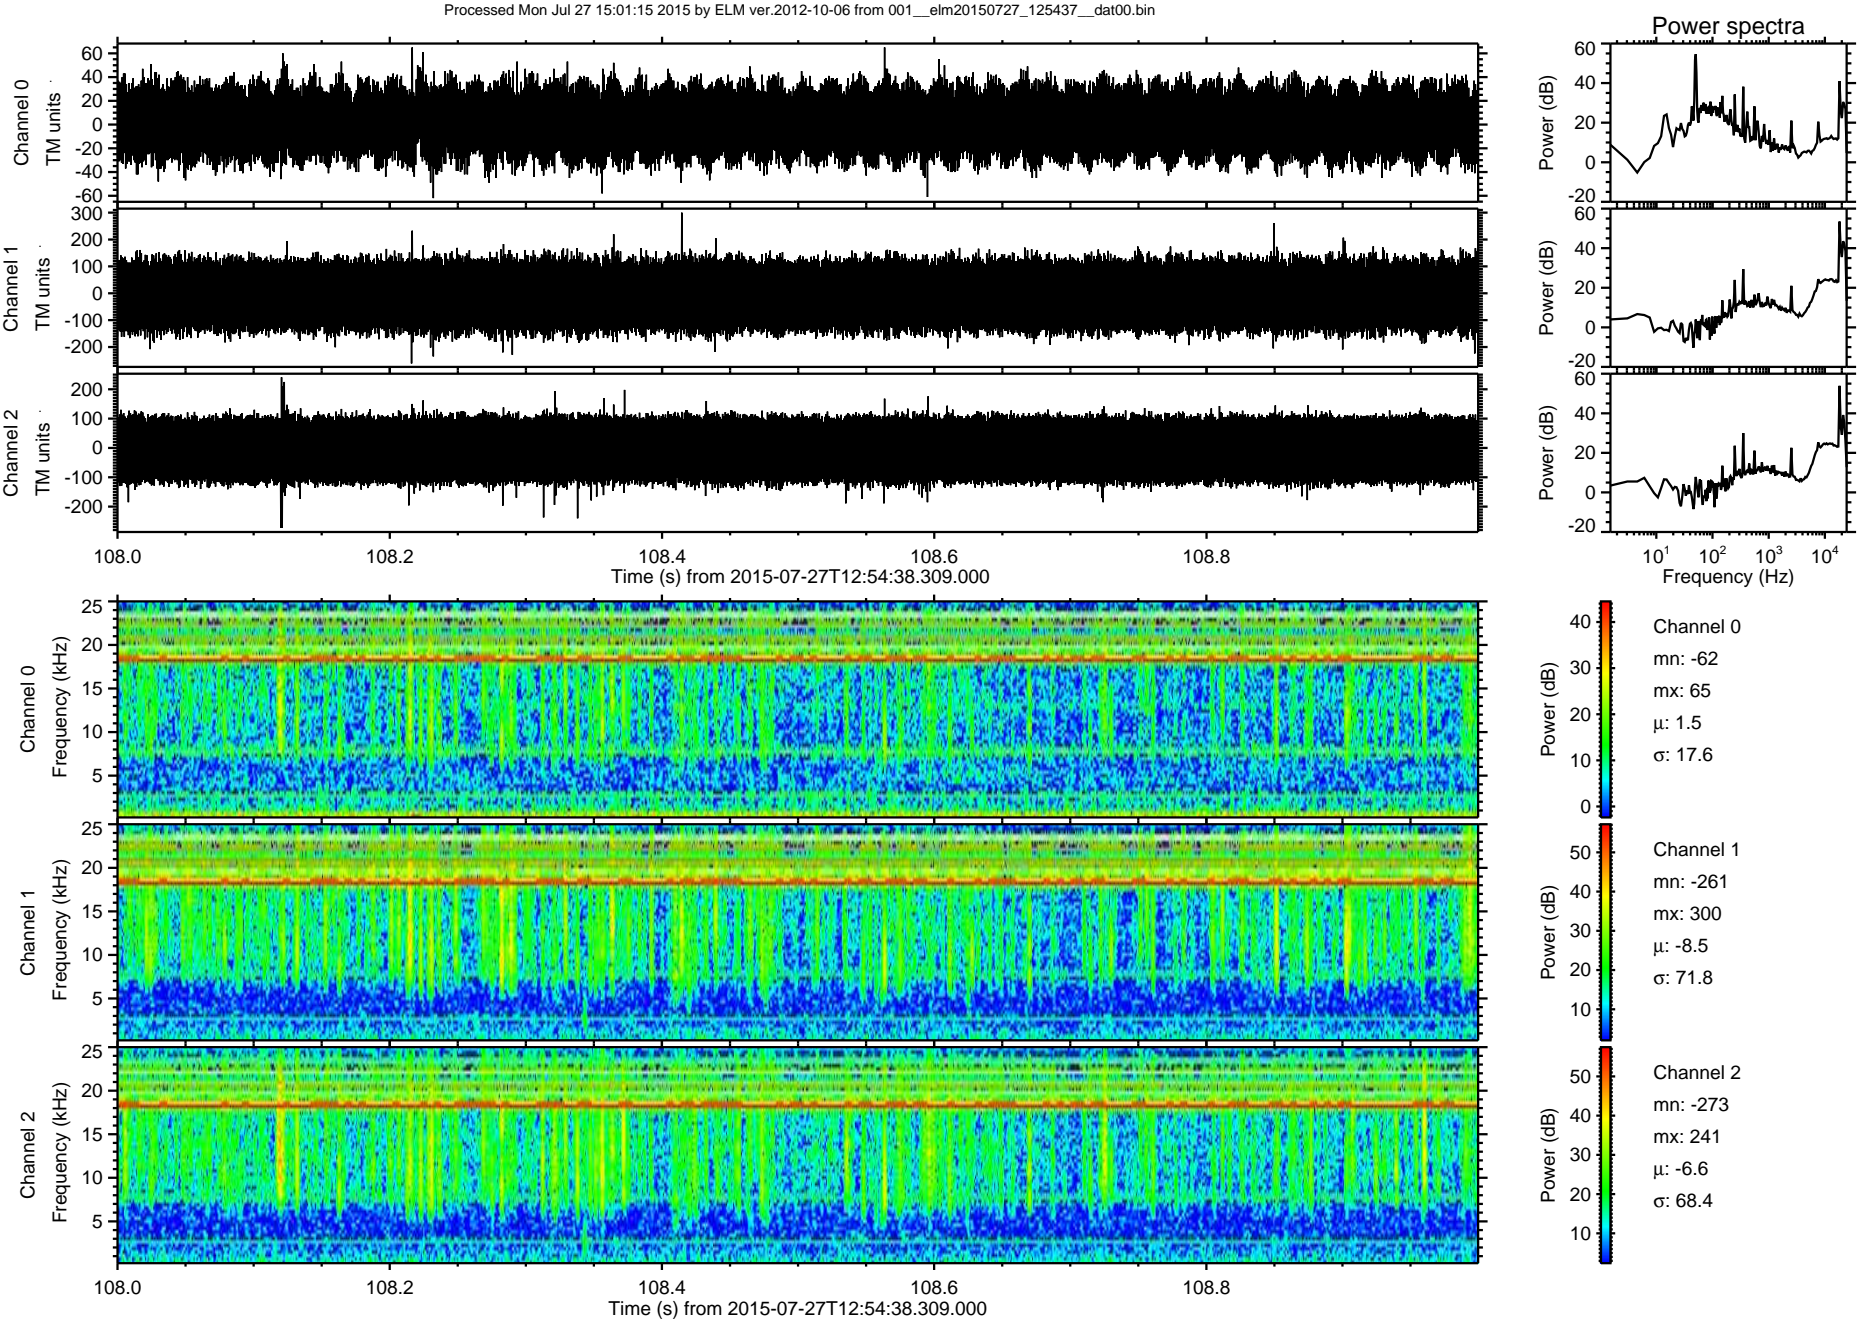 Processed Mon Jul 27 15:01:15 2015 by ELM ver.2012-10-06 from 001__elm20150727_125437__dat00.bin
Power spectra
Channel 0
TM units
60
40
20
0
-20
-40
-60
Power (dB)
60
40
20
0
-20
Channel 1
TM units
300
200
100
0
-100
-200
Power (dB)
60
40
20
0
-20
Channel 2
TM units
200
100
0
-100
-200
Power (dB)
60
40
20
0
-20
108.0 108.2 108.4 108.6 108.8
Time (s) from 2015-07-27T12:54:38.309.000
10¹ 10² 10³ 10⁴
Frequency (Hz)
Channel 0
Frequency (kHz)
25
20
15
10
5
Power (dB)
40
30
20
10
0
Channel 0
mn: -62
mx: 65
μ: 1.5
σ: 17.6
Channel 1
Frequency (kHz)
25
20
15
10
5
Power (dB)
50
40
30
20
10
Channel 1
mn: -261
mx: 300
μ: -8.5
σ: 71.8
Channel 2
Frequency (kHz)
25
20
15
10
5
Power (dB)
50
40
30
20
10
Channel 2
mn: -273
mx: 241
μ: -6.6
σ: 68.4
108.0 108.2 108.4 108.6 108.8
Time (s) from 2015-07-27T12:54:38.309.000